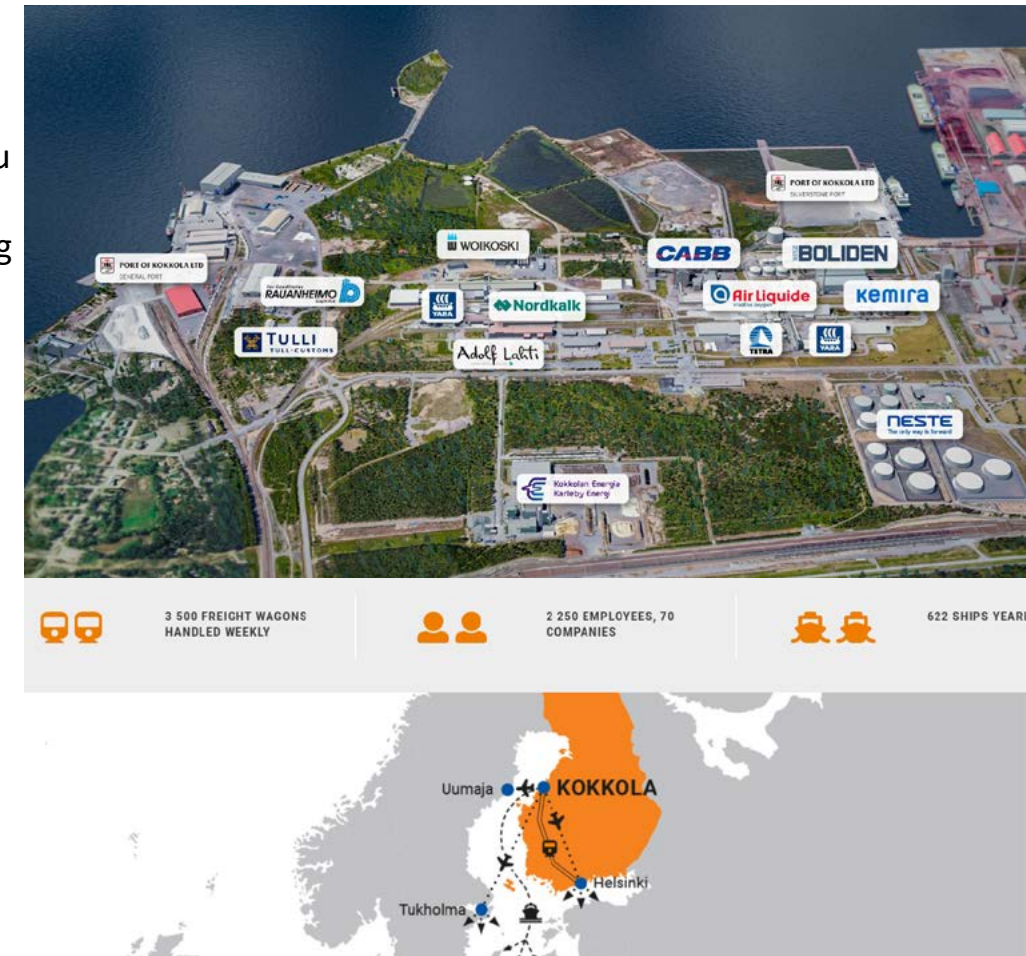 u
g
PORT OF KOKKOLA LTD
SILVERSTONE PORT
WOIKOSKI
CABB
BOLIDEN
PORT OF KOKKOLA LTD
GENERAL PORT
RAUANHEIMO
YARA
Nordkalk
Air Liquide
Kemira
TULLI
TULL·CUSTOMS
Adolf Lahti
TETRA
YARA
NESTE
The only way is forward
Kokkolan Energia
Karleby Energi
3 500 FREIGHT WAGONS
HANDLED WEEKLY
2 250 EMPLOYEES, 70
COMPANIES
622 SHIPS YEARL
Uumaja
KOKKOLA
Helsinki
Tukholma